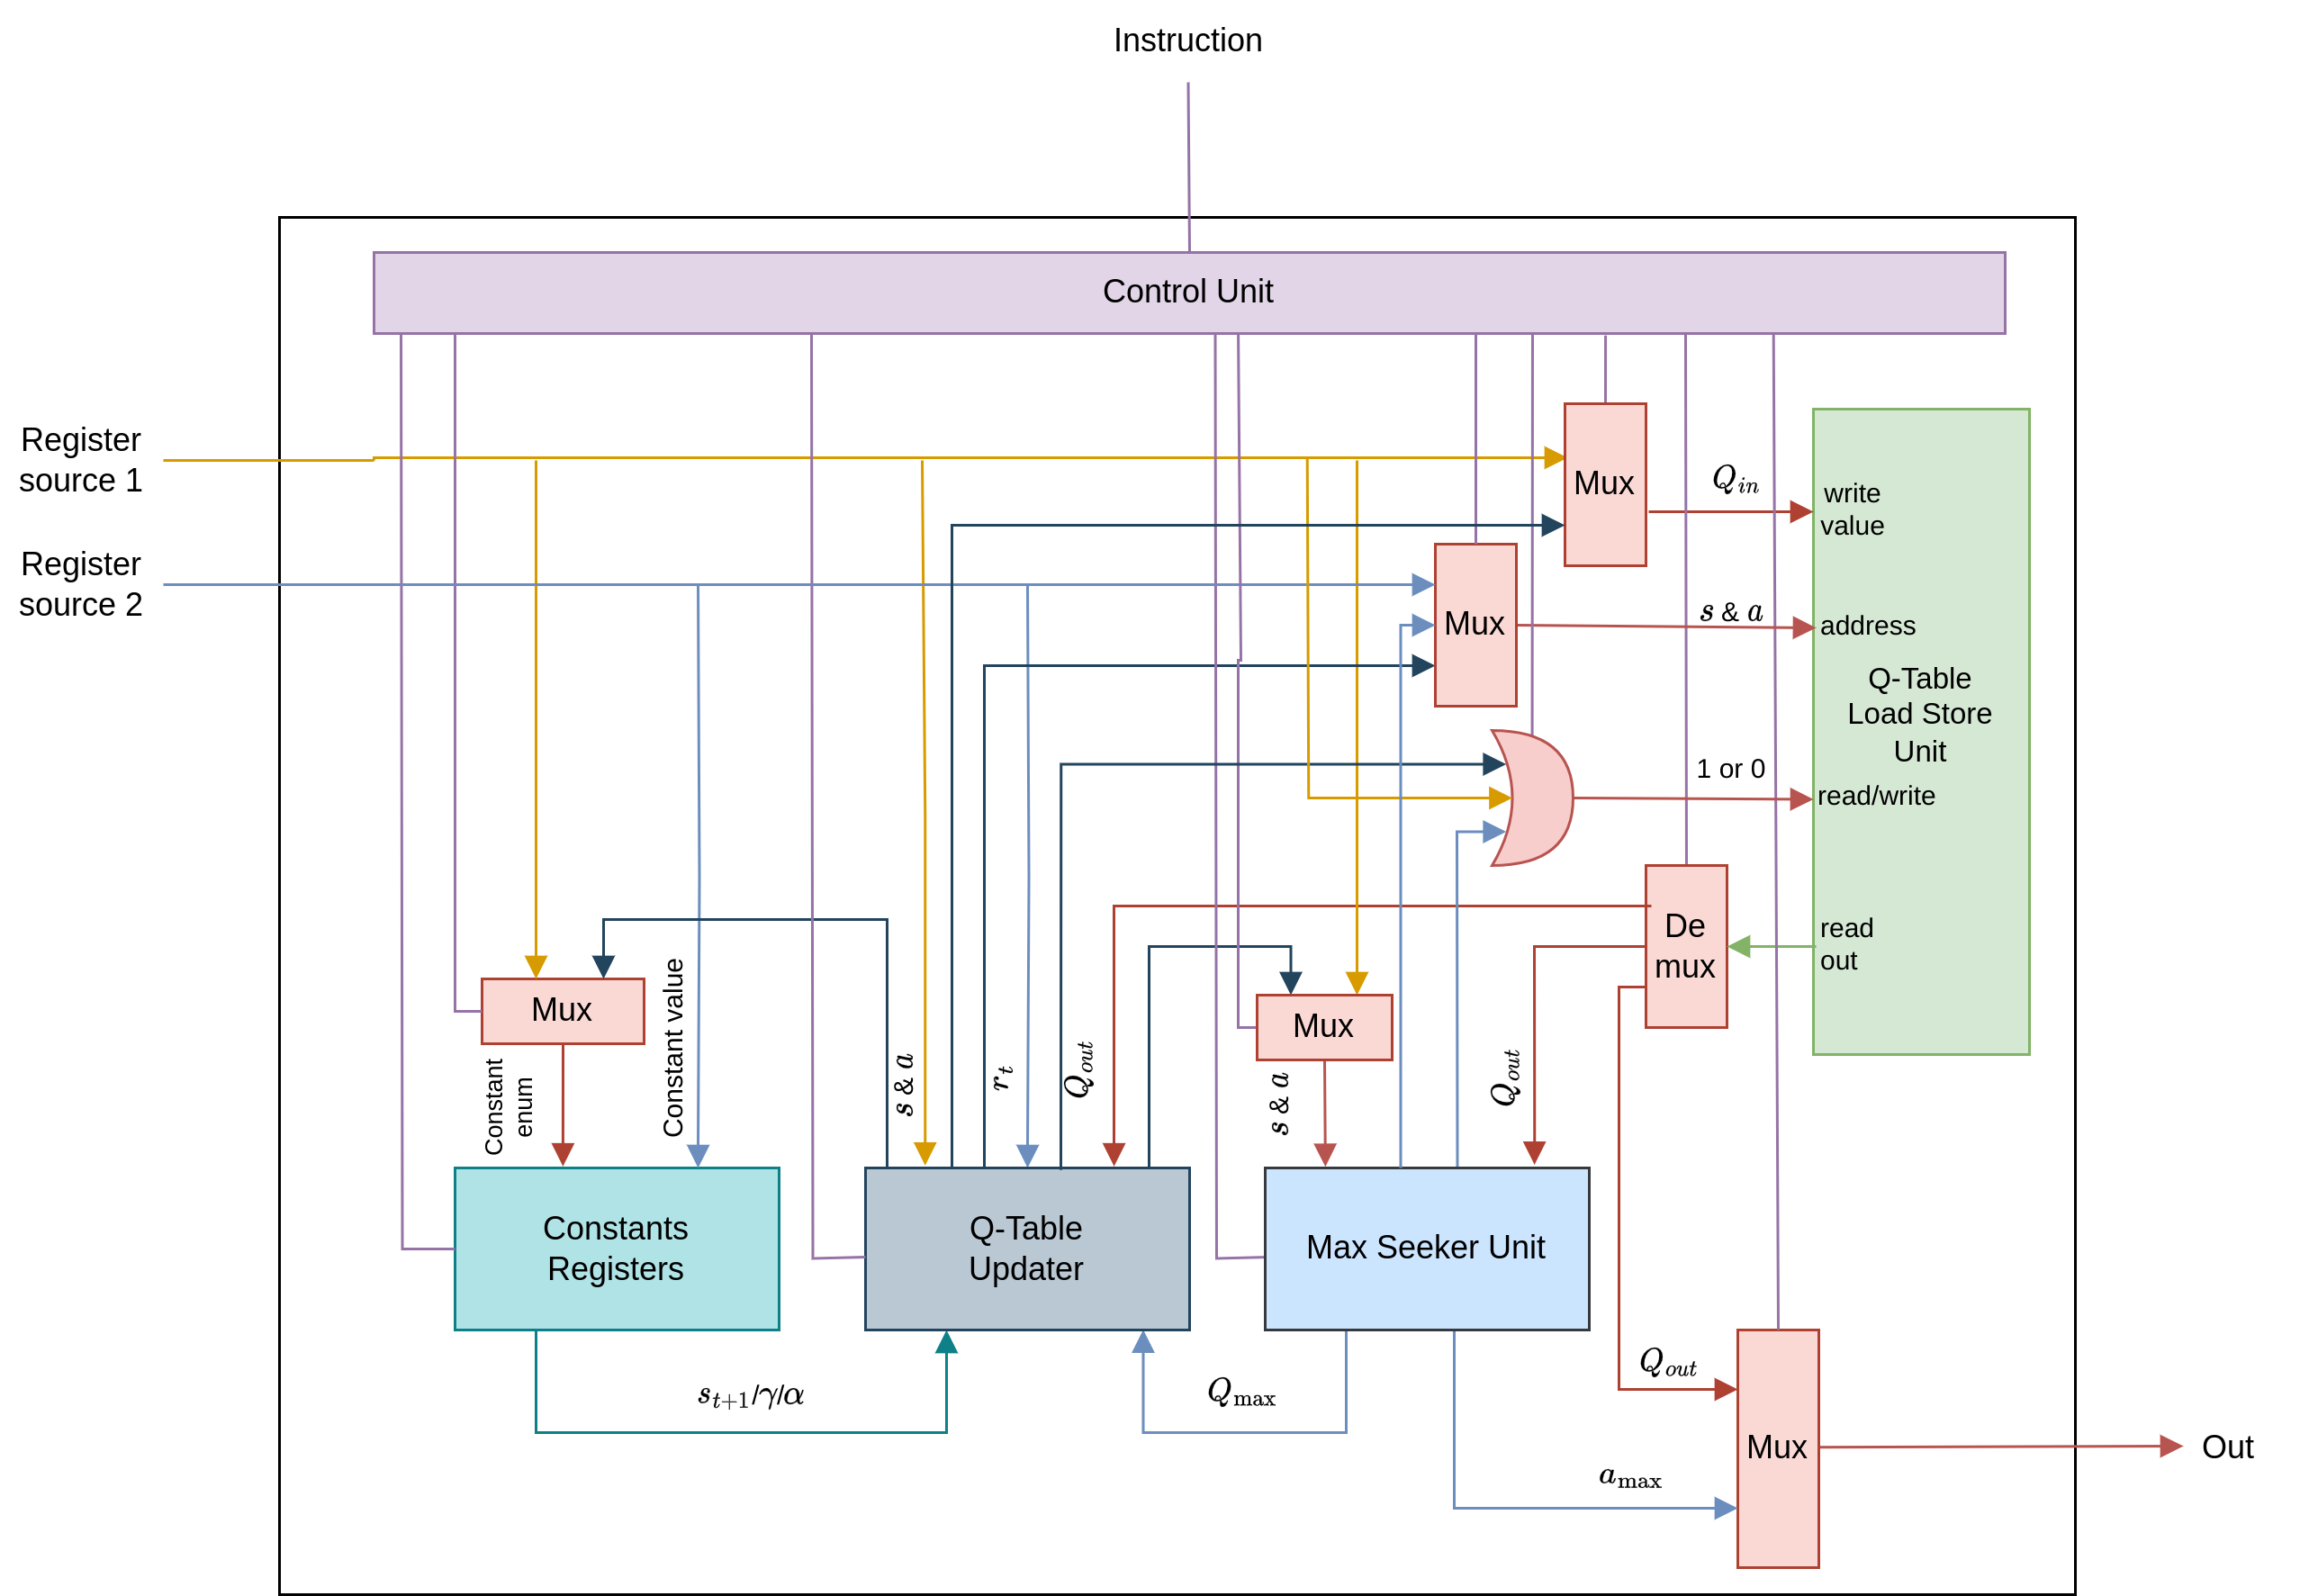 Instruction
Control Unit
Register
source 1
Mux
Q_{in}
write
value
Register
source 2
Mux
s & a
address
Q-Table
Load Store
Unit
1 or 0
read/write
De
mux
read
out
Mux
Constant
enum
Constant value
s & a
r_t
Q_{out}
Mux
s & a
Q_{out}
Constants
Registers
Q-Table
Updater
Max Seeker Unit
s_{t+1}/γ/α
Q_{max}
Q_{out}
a_{max}
Mux
Out